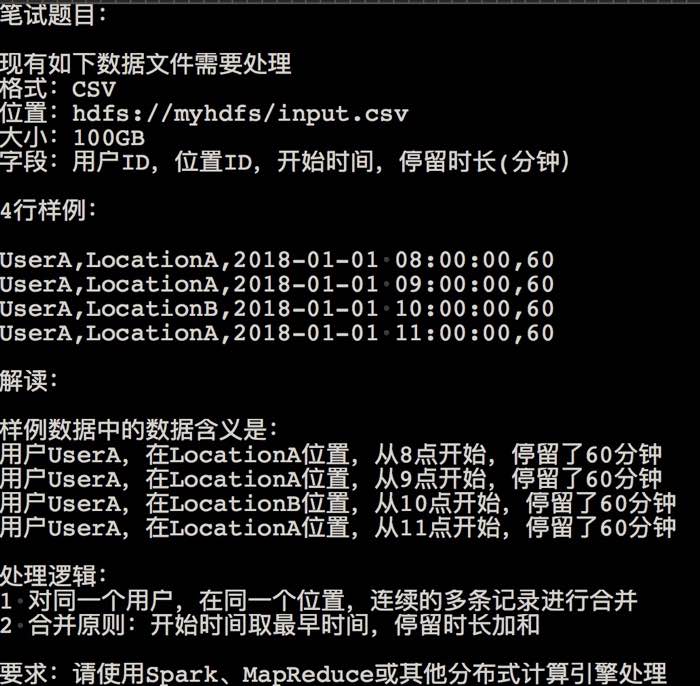 笔试题目:
现有如下数据文件需要处理
格式: CSV
位置: hdfs://myhdfs/input.csv
大小: 100GB
字段: 用户ID, 位置ID, 开始时间, 停留时长(分钟)
4行样例:
UserA,LocationA,2018-01-01 08:00:00,60
UserA,LocationA,2018-01-01 09:00:00,60
UserA,LocationB,2018-01-01 10:00:00,60
UserA,LocationA,2018-01-01 11:00:00,60
解读:
样例数据中的数据含义是:
用户UserA, 在LocationA位置, 从8点开始, 停留了60分钟
用户UserA, 在LocationA位置, 从9点开始, 停留了60分钟
用户UserA, 在LocationB位置, 从10点开始, 停留了60分钟
用户UserA, 在LocationA位置, 从11点开始, 停留了60分钟
处理逻辑:
1 对同一个用户, 在同一个位置, 连续的多条记录进行合并
2 合并原则: 开始时间取最早时间, 停留时长加和
要求: 请使用Spark、MapReduce或其他分布式计算引擎处理